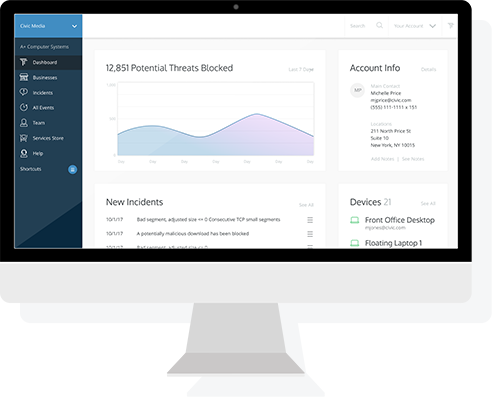 Civic Media
Search
Your Account
A+ Computer Systems
Dashboard
Businesses
Incidents
All Events
Team
Services Store
Help
Shortcuts
12,851 Potential Threats Blocked
Last 7 Days
Account Info
Details
MP
Main Contact
Michelle Price
mjprice@civic.com
(555) 111-1111 x 151
Locations
211 North Price St
Suite 10
New York, NY 10015
Add Notes | See Notes
New Incidents
See All
10/1/17 Bad segment, adjusted size <= 0 Consecutive TCP small segments
10/1/17 A potentially malicious download has been blocked
10/1/17 Bad segment, adjusted size <= 0
Devices 21
See All
Front Office Desktop
mjones@civic.com
Floating Laptop 1